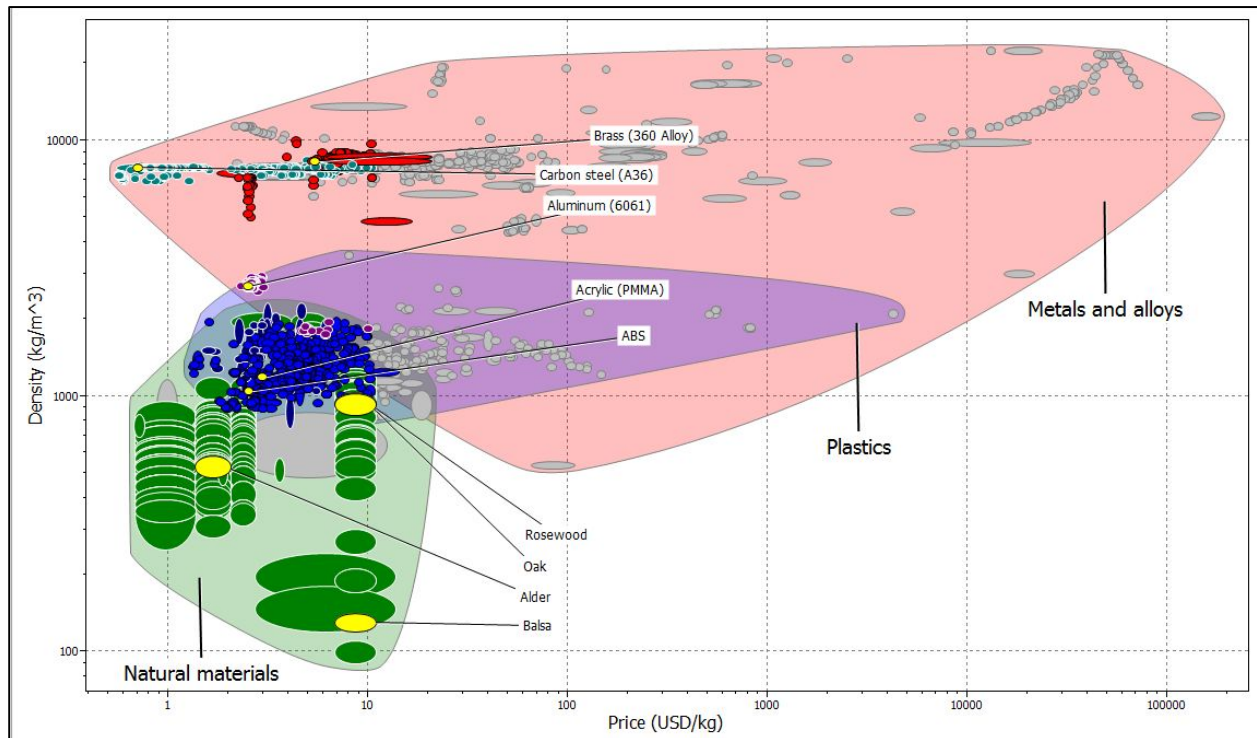 Density (kg/m^3)
10000
1000
100
Brass (360 Alloy)
Carbon steel (A36)
Aluminum (6061)
Acrylic (PMMA)
ABS
Metals and alloys
Plastics
Rosewood
Oak
Alder
Balsa
Natural materials
1
10
100
1000
10000
100000
Price (USD/kg)